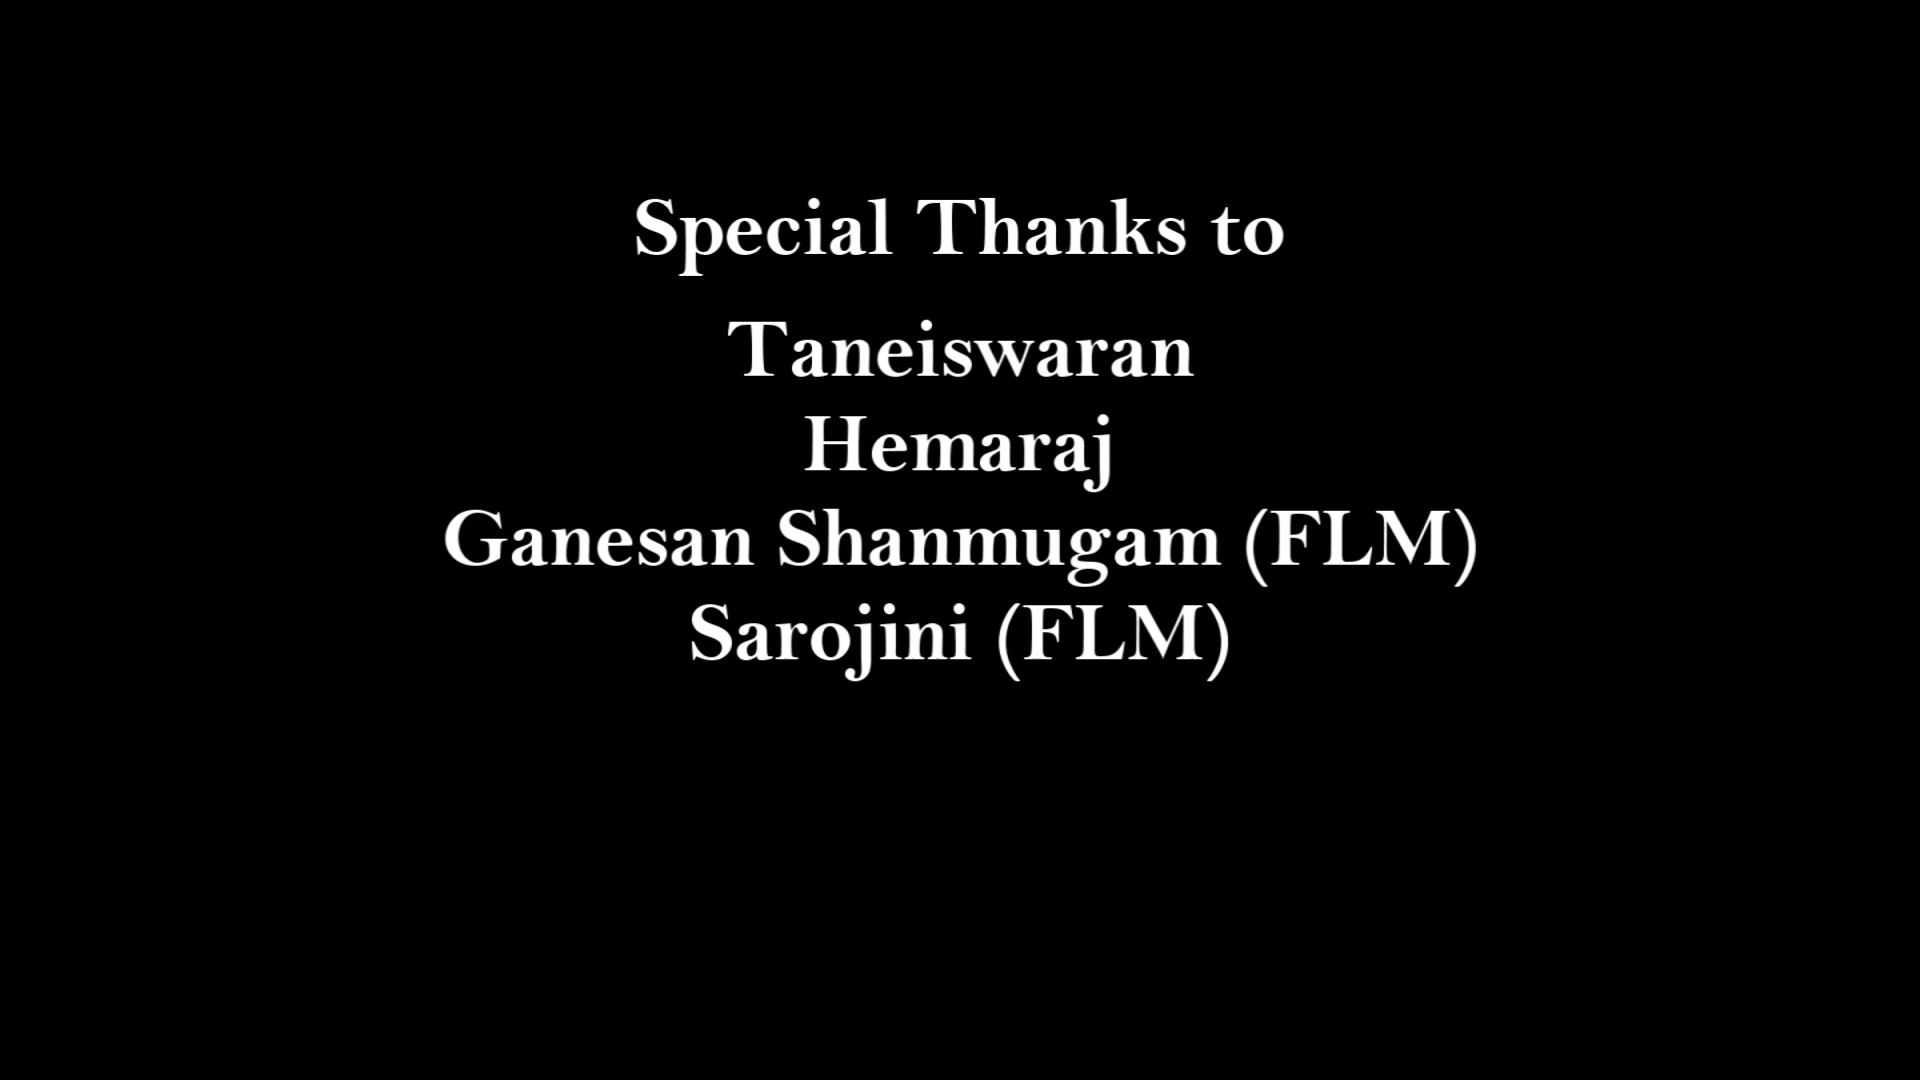 Special Thanks to
Taneiswaran
Hemaraj
Ganesan Shanmugam (FLM)
Sarojini (FLM)